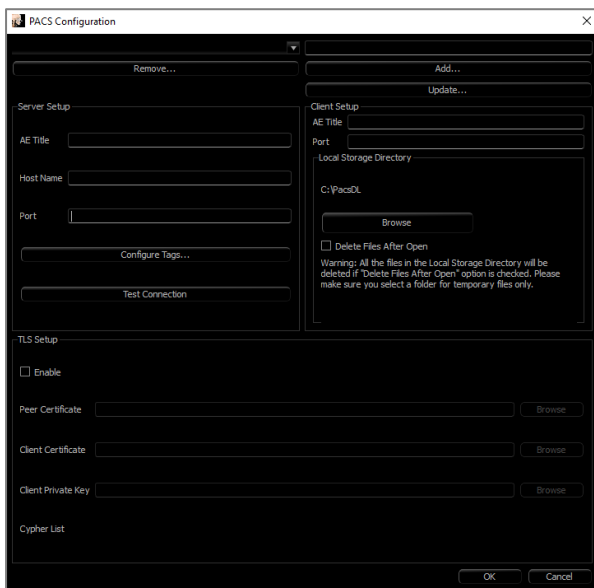 PACS Configuration
Remove...
Add...
Update...
Server Setup
AE Title
Host Name
Port
Configure Tags...
Test Connection
Client Setup
AE Title
Port
Local Storage Directory
C:\PacsDL
Browse
Delete Files After Open
Warning: All the files in the Local Storage Directory will be
deleted if "Delete Files After Open" option is checked. Please
make sure you select a folder for temporary files only.
TLS Setup
Enable
Peer Certificate
Browse
Client Certificate
Browse
Client Private Key
Browse
Cypher List
OK
Cancel